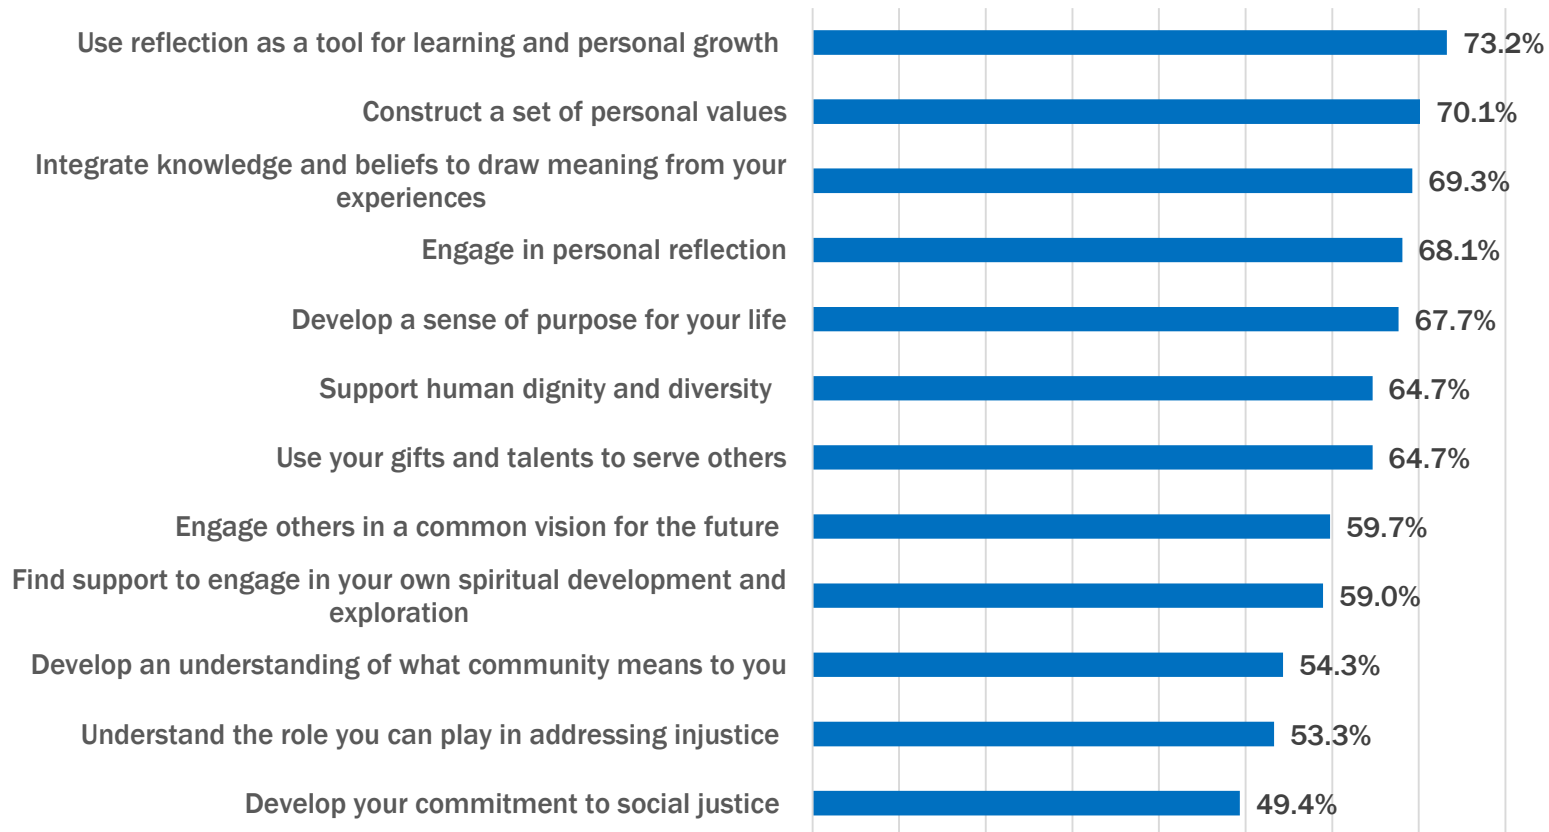 Use reflection as a tool for learning and personal growth 73.2%
Construct a set of personal values 70.1%
Integrate knowledge and beliefs to draw meaning from your
experiences 69.3%
Engage in personal reflection 68.1%
Develop a sense of purpose for your life 67.7%
Support human dignity and diversity 64.7%
Use your gifts and talents to serve others 64.7%
Engage others in a common vision for the future 59.7%
Find support to engage in your own spiritual development and
exploration 59.0%
Develop an understanding of what community means to you 54.3%
Understand the role you can play in addressing injustice 53.3%
Develop your commitment to social justice 49.4%